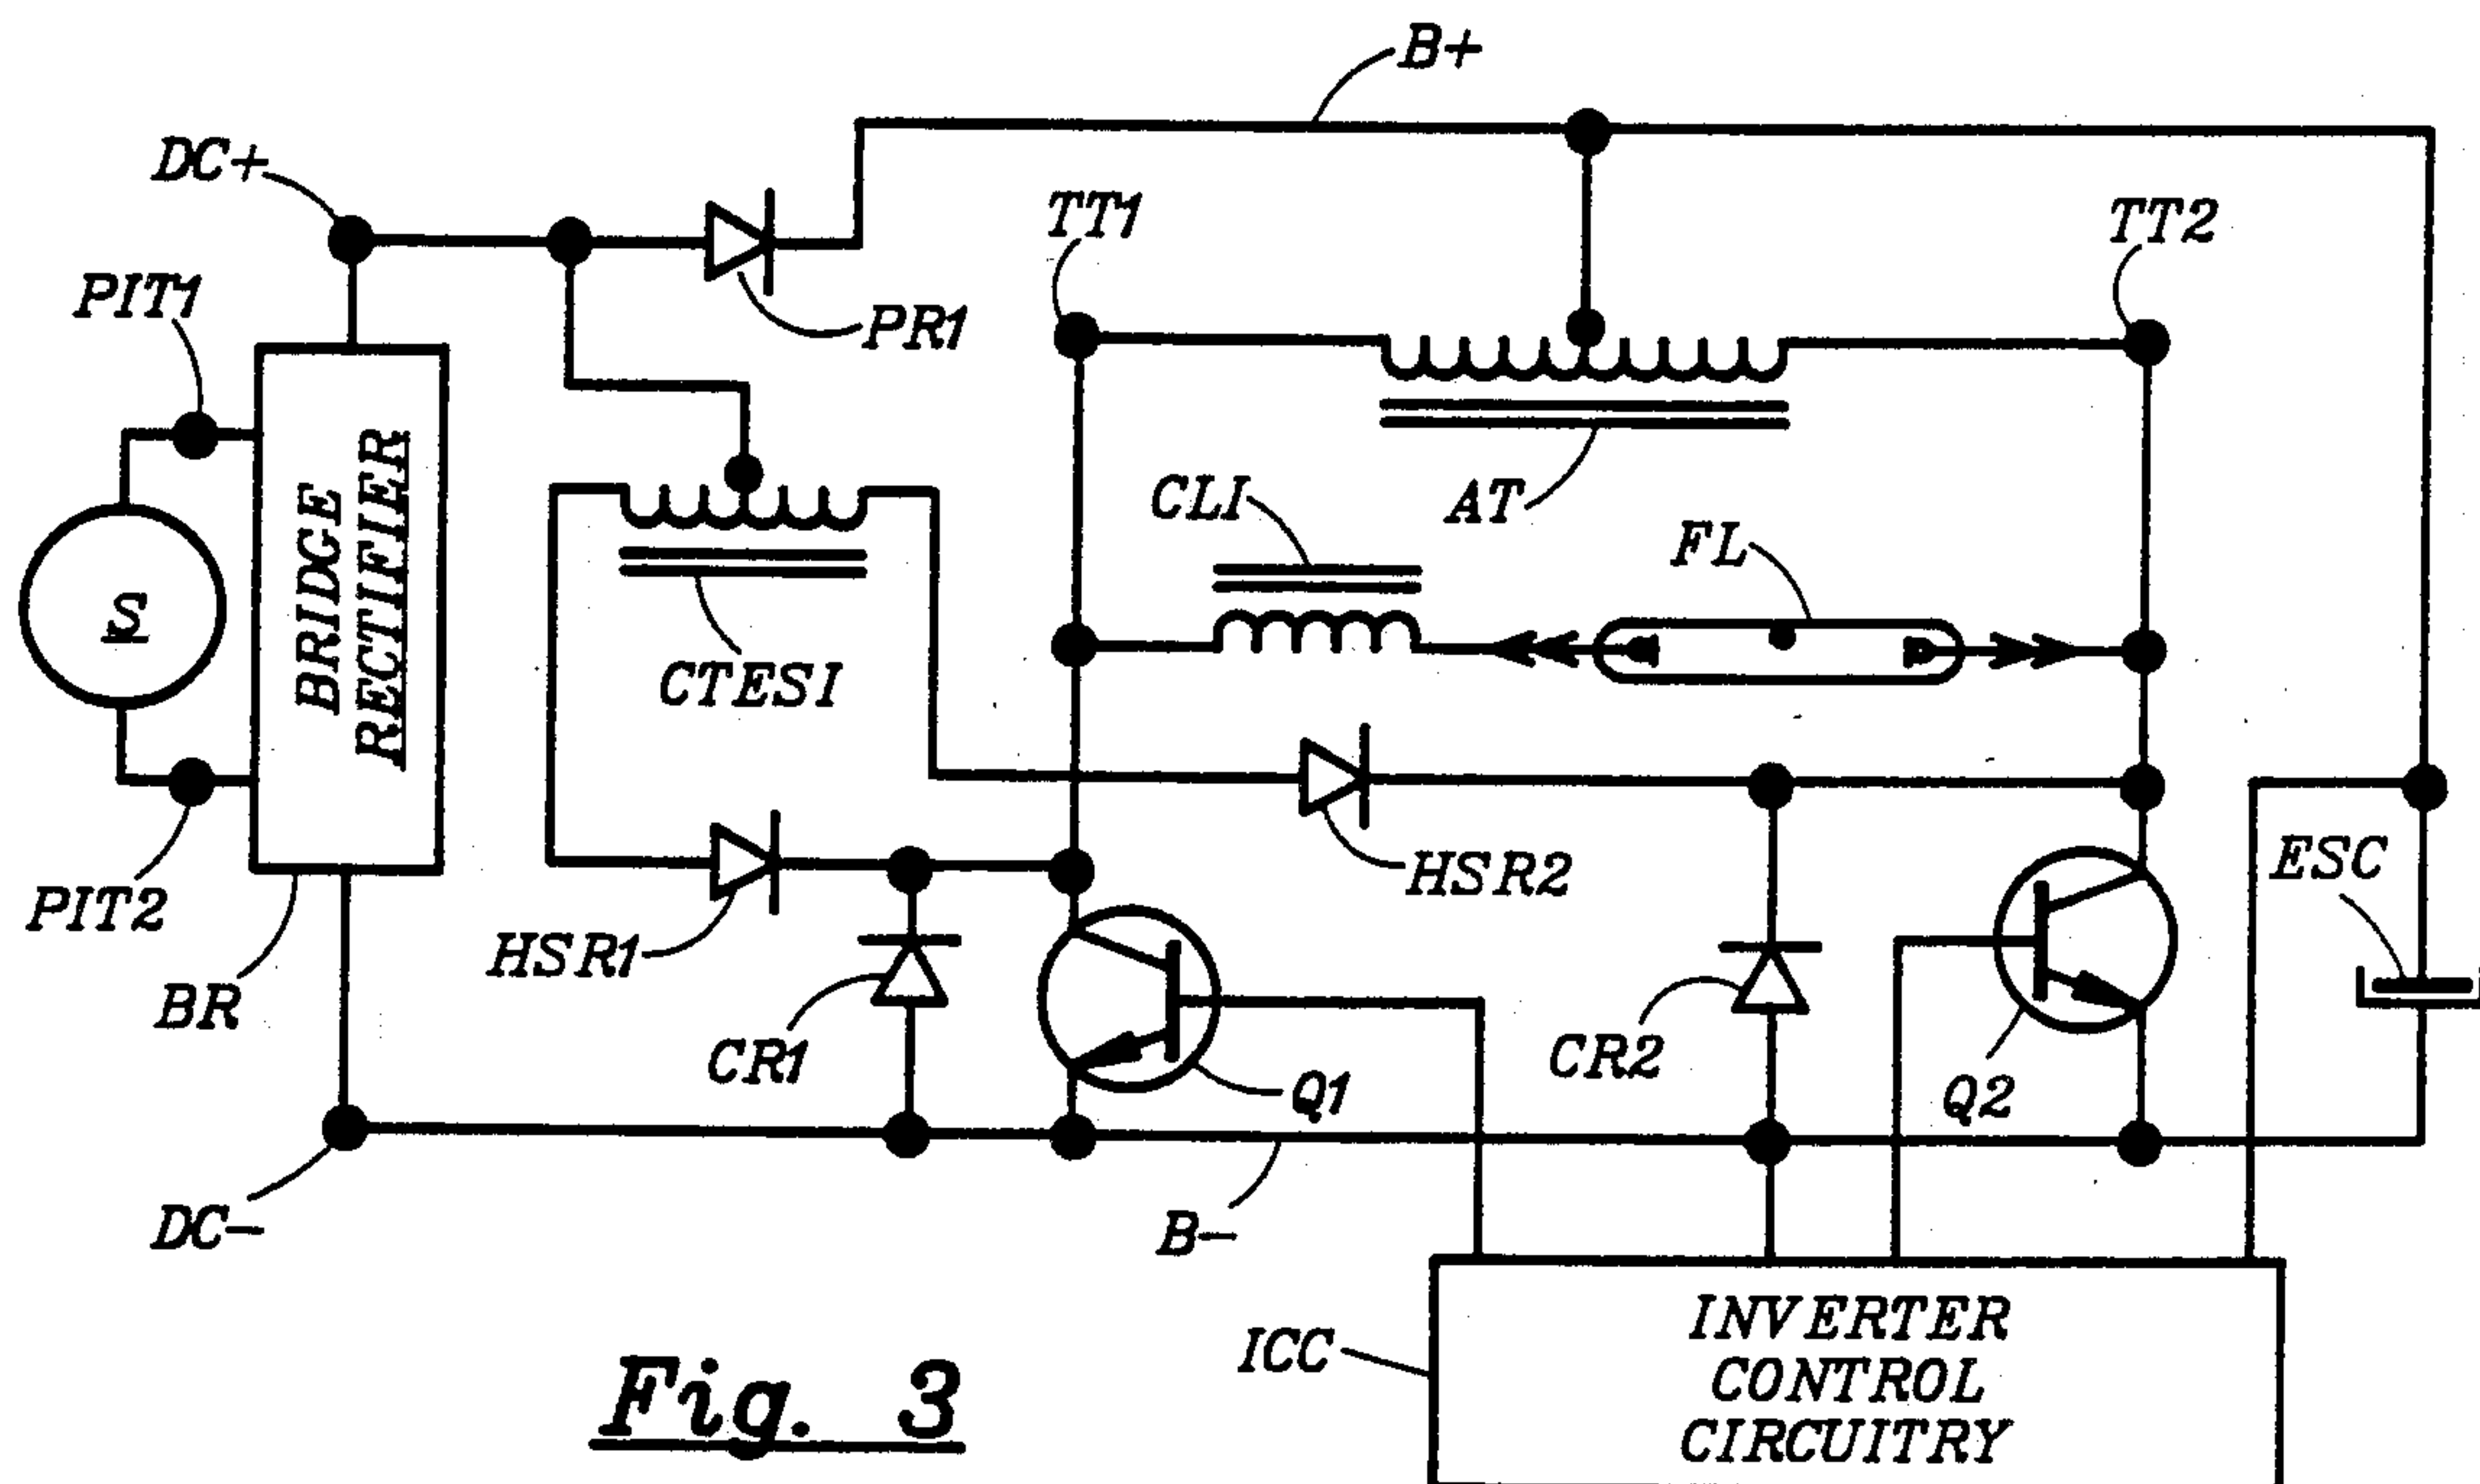 B+
DC+
TT1
TT2
PIT1
PR1
CLI
AT
FL
BRIDGE
RECTIFIER
S
CTESI
HSR2
ESC
PIT2
HSR1
BR
CR1
CR2
Q1
Q2
DC-
B-
ICC
INVERTER
CONTROL
CIRCUITRY
Fig. 3